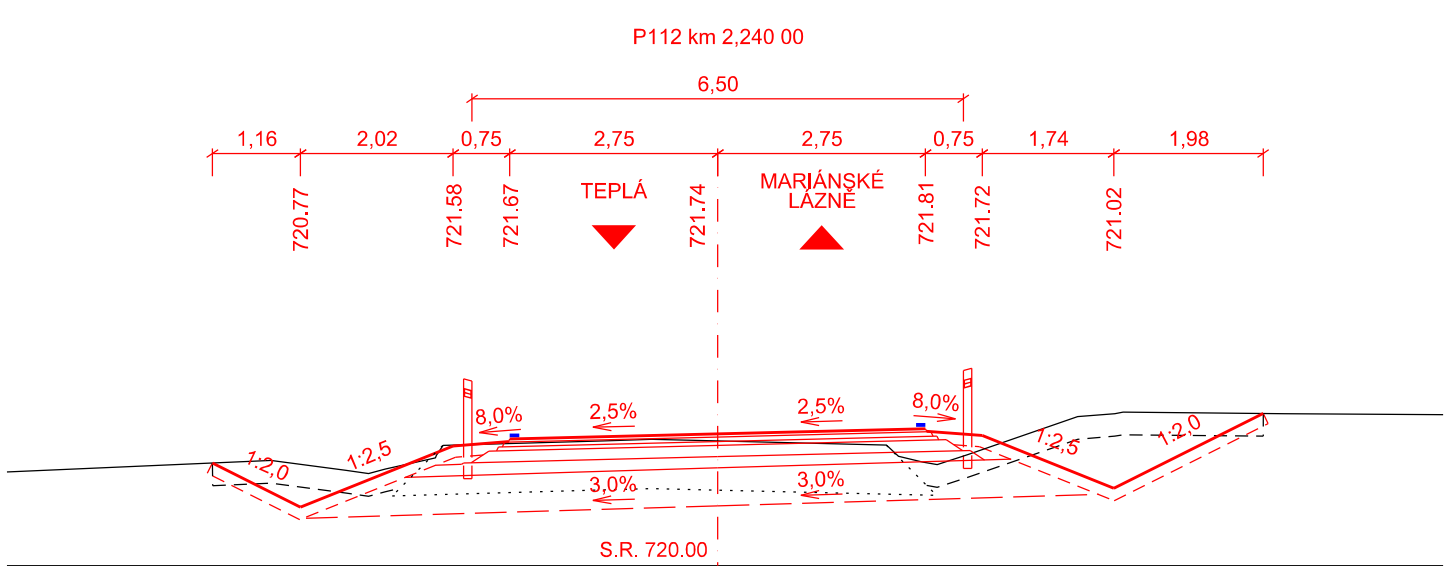 P112 km 2,240 00
6,50
1,16 2,02 0,75 2,75 2,75 0,75 1,74 1,98
720.77 721.58 721.67 721.74 721.81 721.72 721.02
TEPLÁ
MARIÁNSKÉ
LÁZNĚ
8,0% 2,5% 2,5% 8,0%
1:2,0 1:2,5 1:2,5 1:2,0
3,0% 3,0%
S.R. 720.00